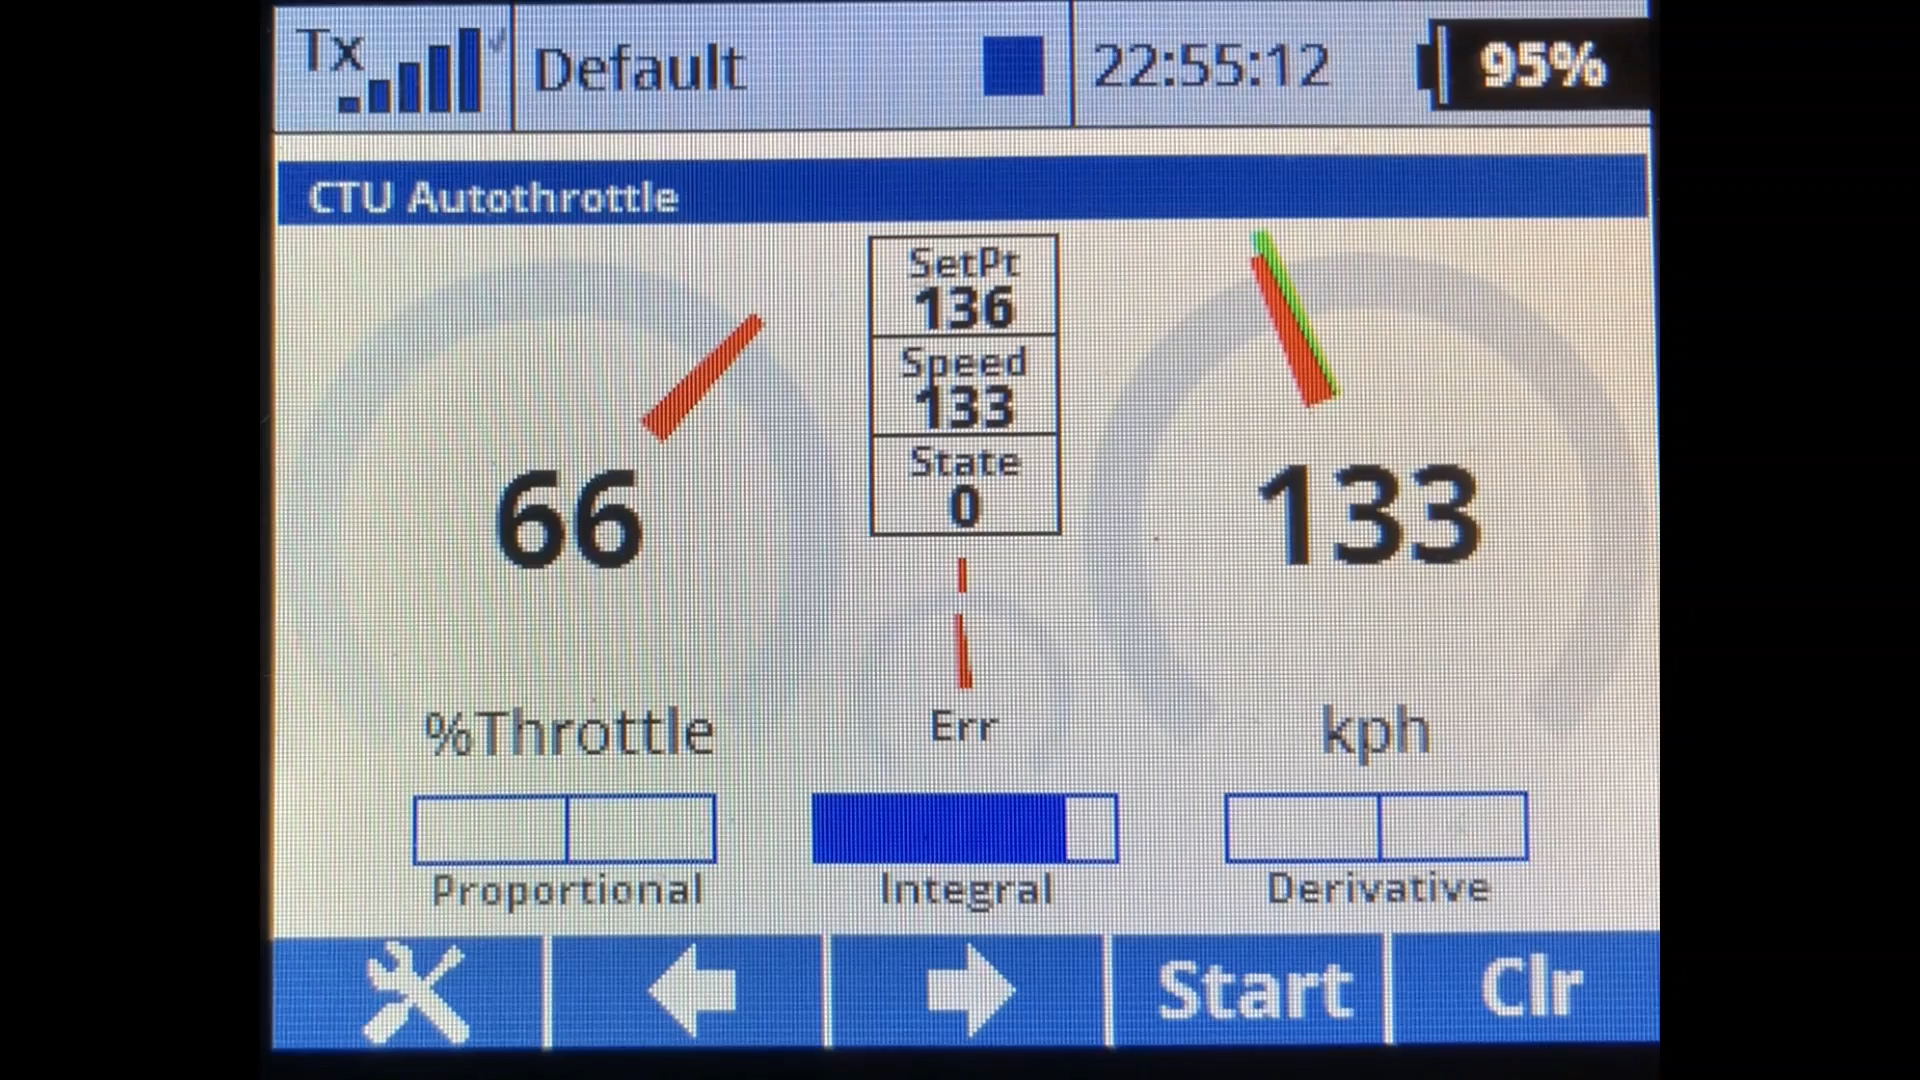 Tx
Default
22:55:12
95%
CTU Autothrottle
SetPt
136
Speed
133
State
0
66
133
%Throttle
Err
kph
Proportional
Integral
Derivative
Start
Clr